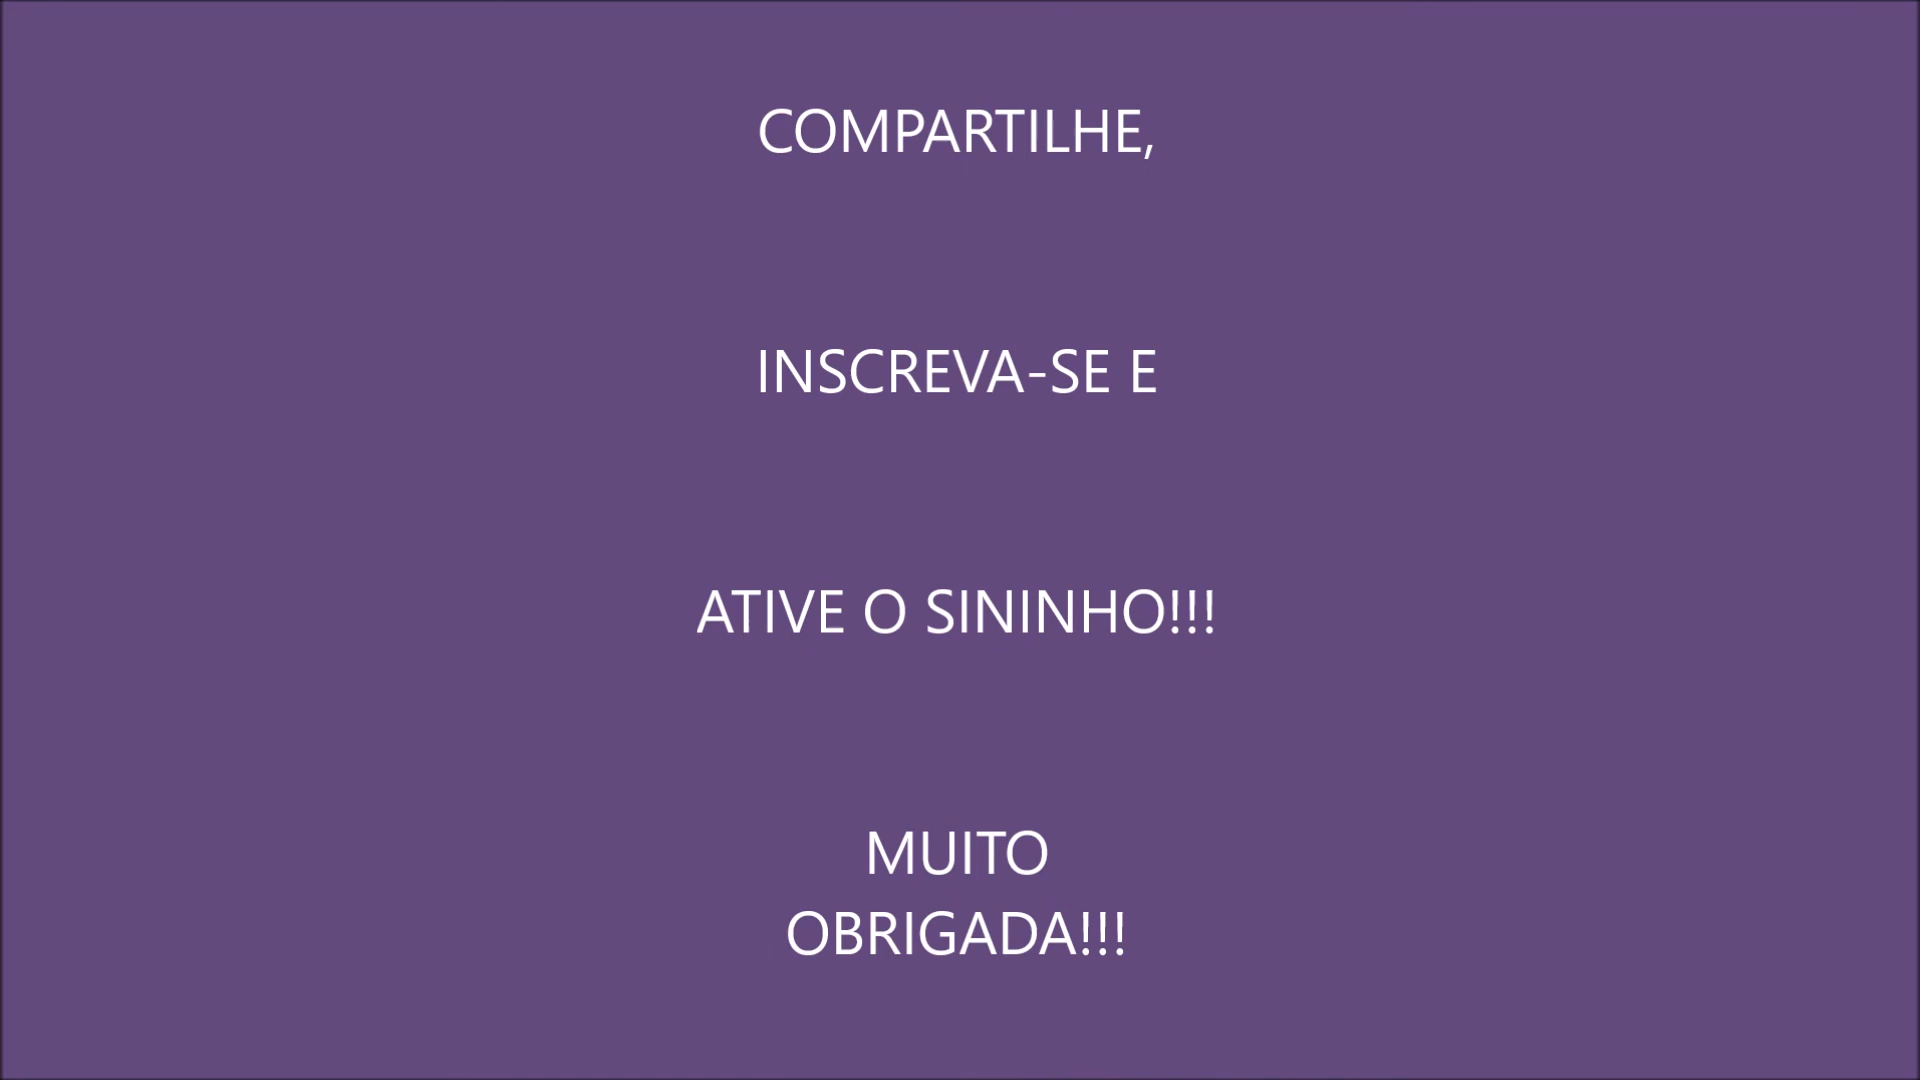 COMPARTILHE,
INSCREVA-SE E
ATIVE O SININHO!!!
MUITO
OBRIGADA!!!